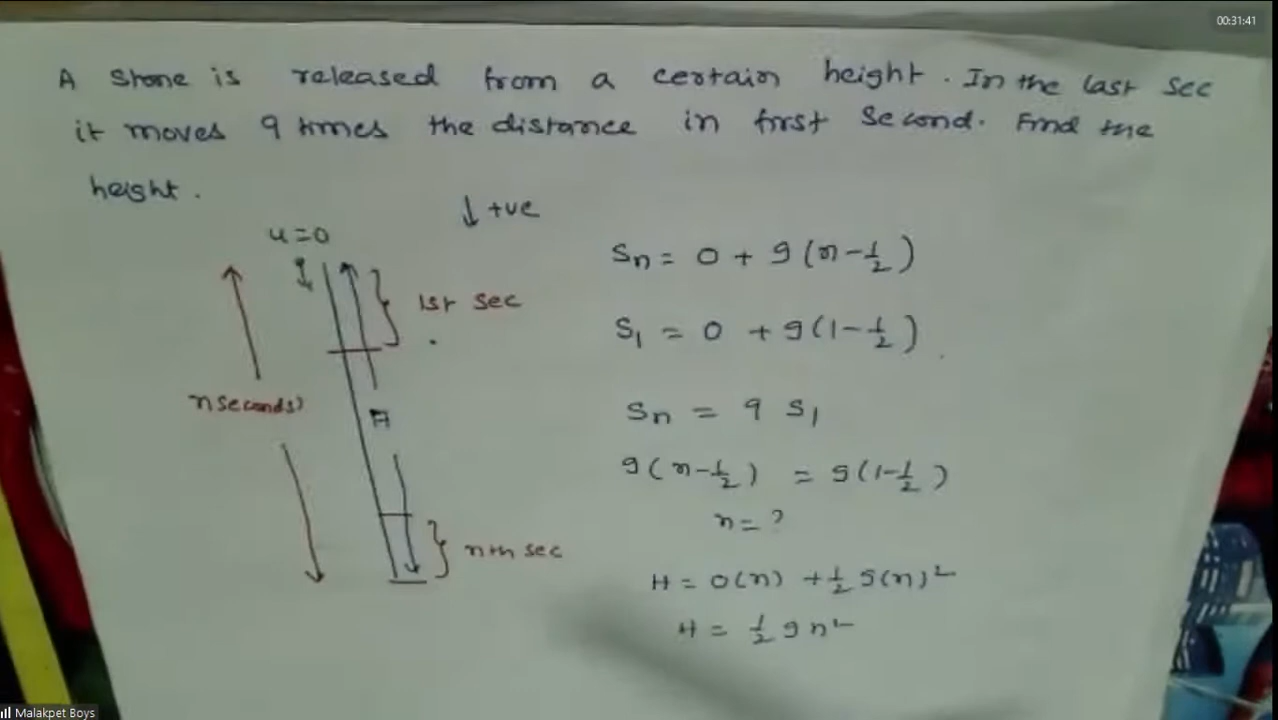 00:31:41
A Stone is released from a certain height. In the last sec
it moves 9 times the distance in first Second. Find the
height.
↓ +ve
u=0
1st sec
n seconds
H
nth sec
Sn = 0 + g(n-1/2)
S1 = 0 + g(1-1/2)
Sn = 9 S1
g(n-1/2) = g(1-1/2)
n=?
H = 0(n) + 1/2 g(n)²
H = 1/2 g n²
Malakpet Boys